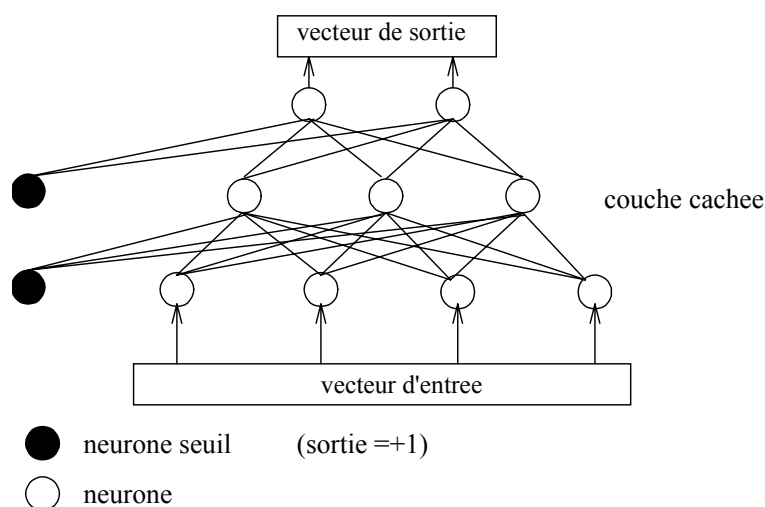 vecteur de sortie
couche cachee
vecteur d'entree
neurone seuil (sortie =+1)
neurone